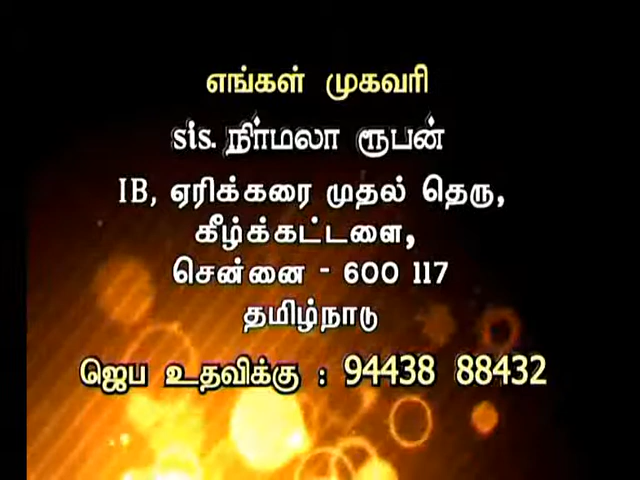 எங்கள் முகவரி
sis. நிர்மலா ரூபன்
IB, ஏரிக்கரை முதல் தெரு,
கீழ்க்கட்டளை,
சென்னை - 600 117
தமிழ்நாடு
ஜெப உதவிக்கு : 94438 88432